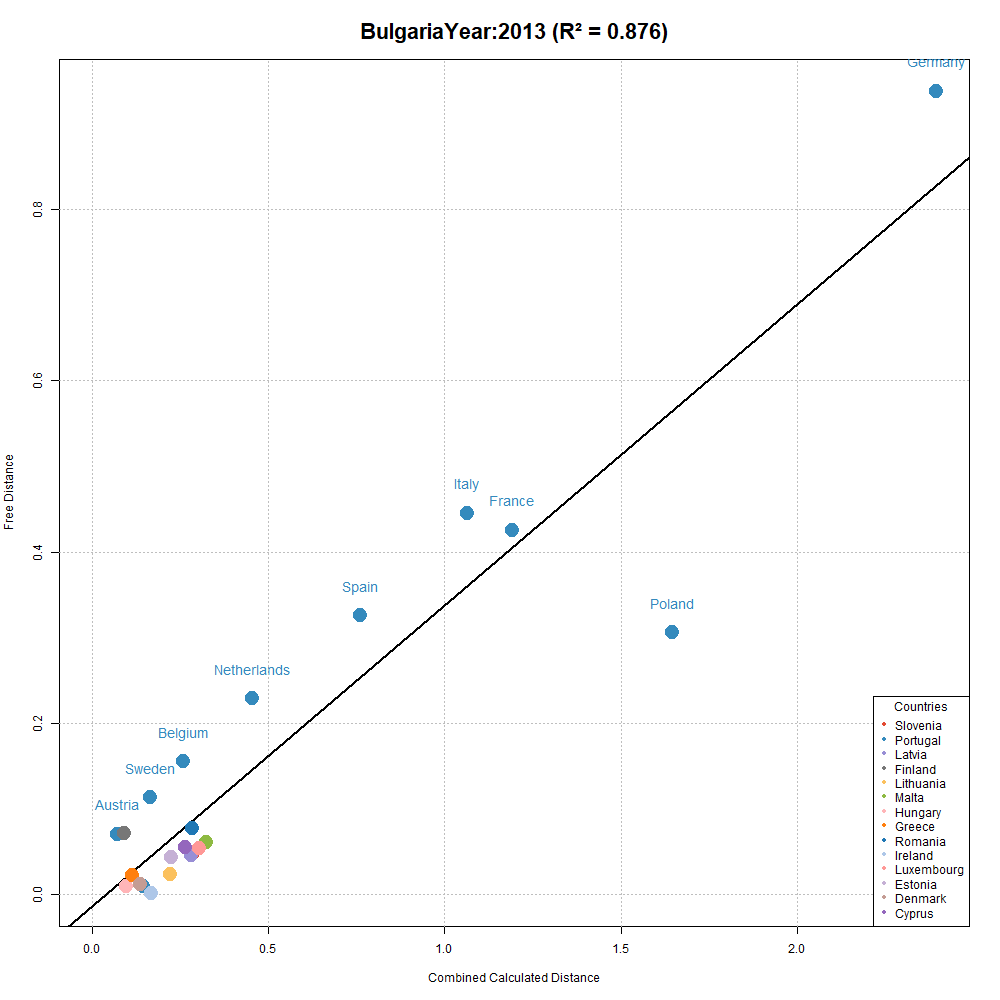 BulgariaYear:2013 (R² = 0.876)
Germany
Italy
France
Spain
Poland
Netherlands
Belgium
Sweden
Austria
Free Distance
0.8
0.6
0.4
0.2
0.0
0.0 0.5 1.0 1.5 2.0
Combined Calculated Distance
Countries
Slovenia
Portugal
Latvia
Finland
Lithuania
Malta
Hungary
Greece
Romania
Ireland
Luxembourg
Estonia
Denmark
Cyprus